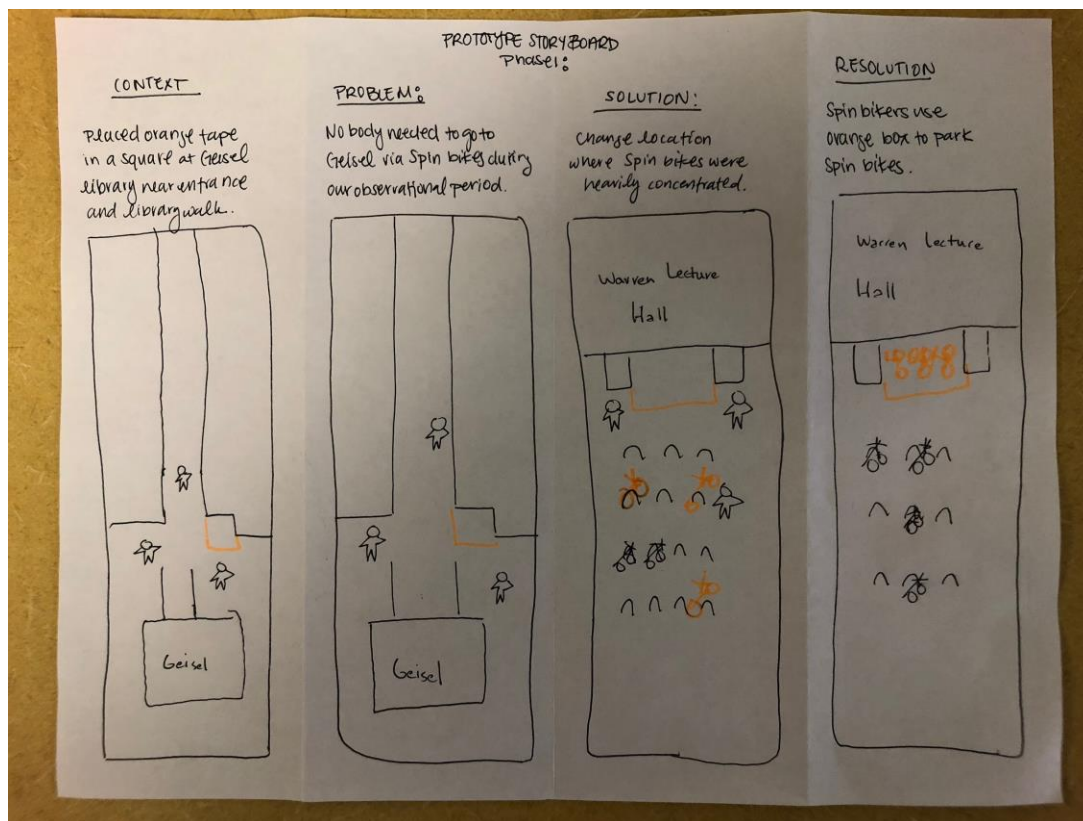 PROTOTYPE STORYBOARD
Phase1:
CONTEXT
Placed orange tape
in a square at Geisel
library near entrance
and library walk.
Geisel
PROBLEM:
No body needed to go to
Geisel via Spin bikes during
our observational period.
Geisel
SOLUTION:
Change location
where Spin bikes were
heavily concentrated.
Warren Lecture
Hall
RESOLUTION
Spin bikers use
orange box to park
Spin bikes.
Warren Lecture
Hall